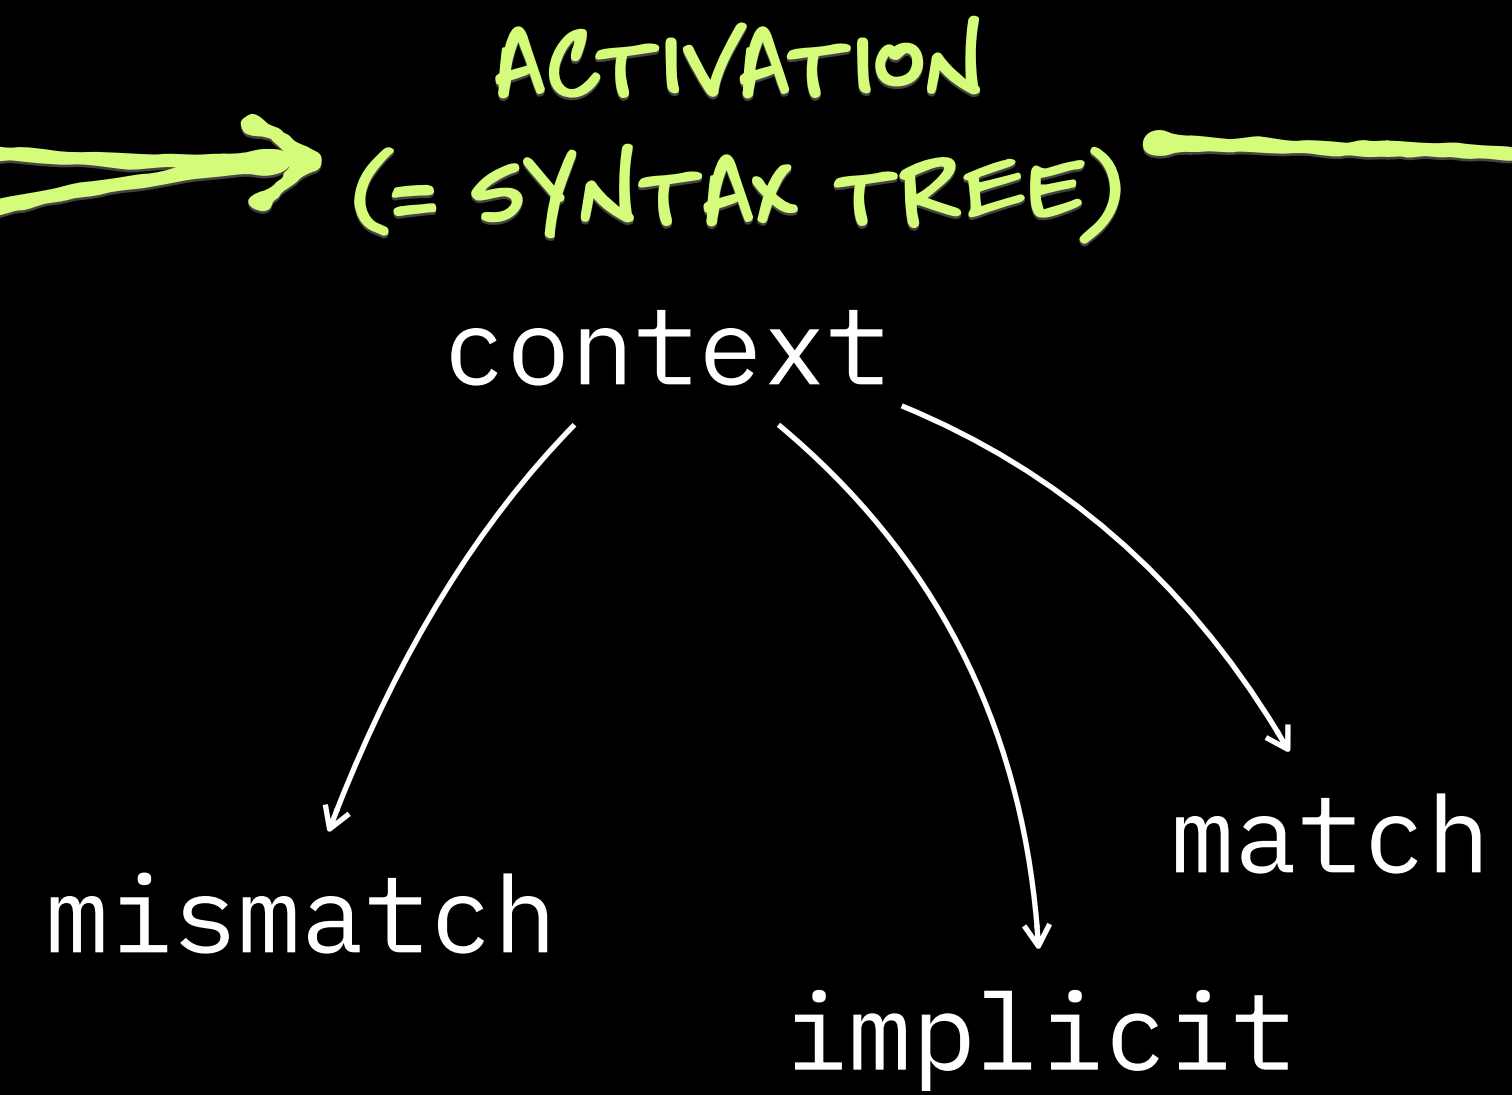 ACTIVATION
(= SYNTAX TREE)
context
match
mismatch
implicit